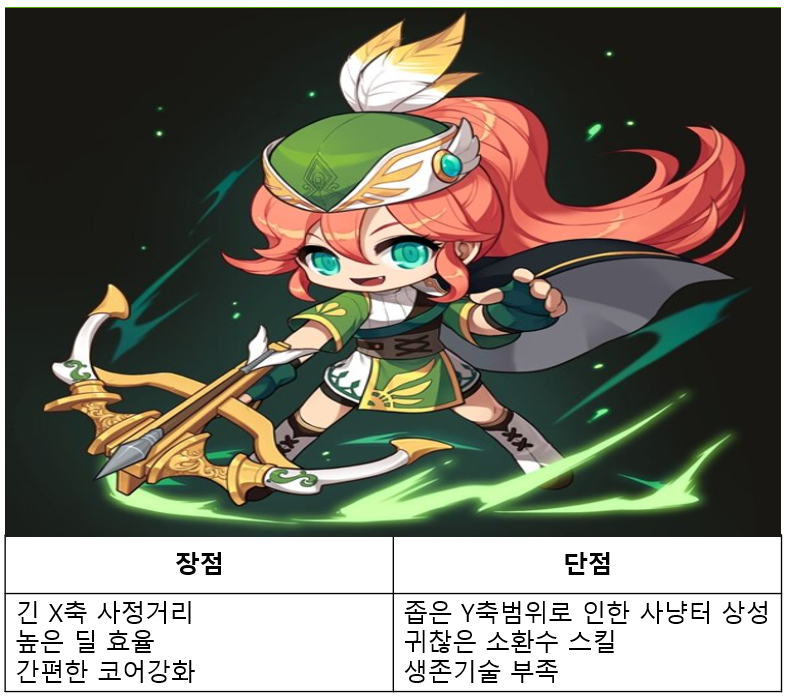 장점
단점
긴 X축 사정거리
높은 딜 효율
간편한 코어강화
좁은 Y축범위로 인한 사냥터 상성
귀찮은 소환수 스킬
생존기술 부족